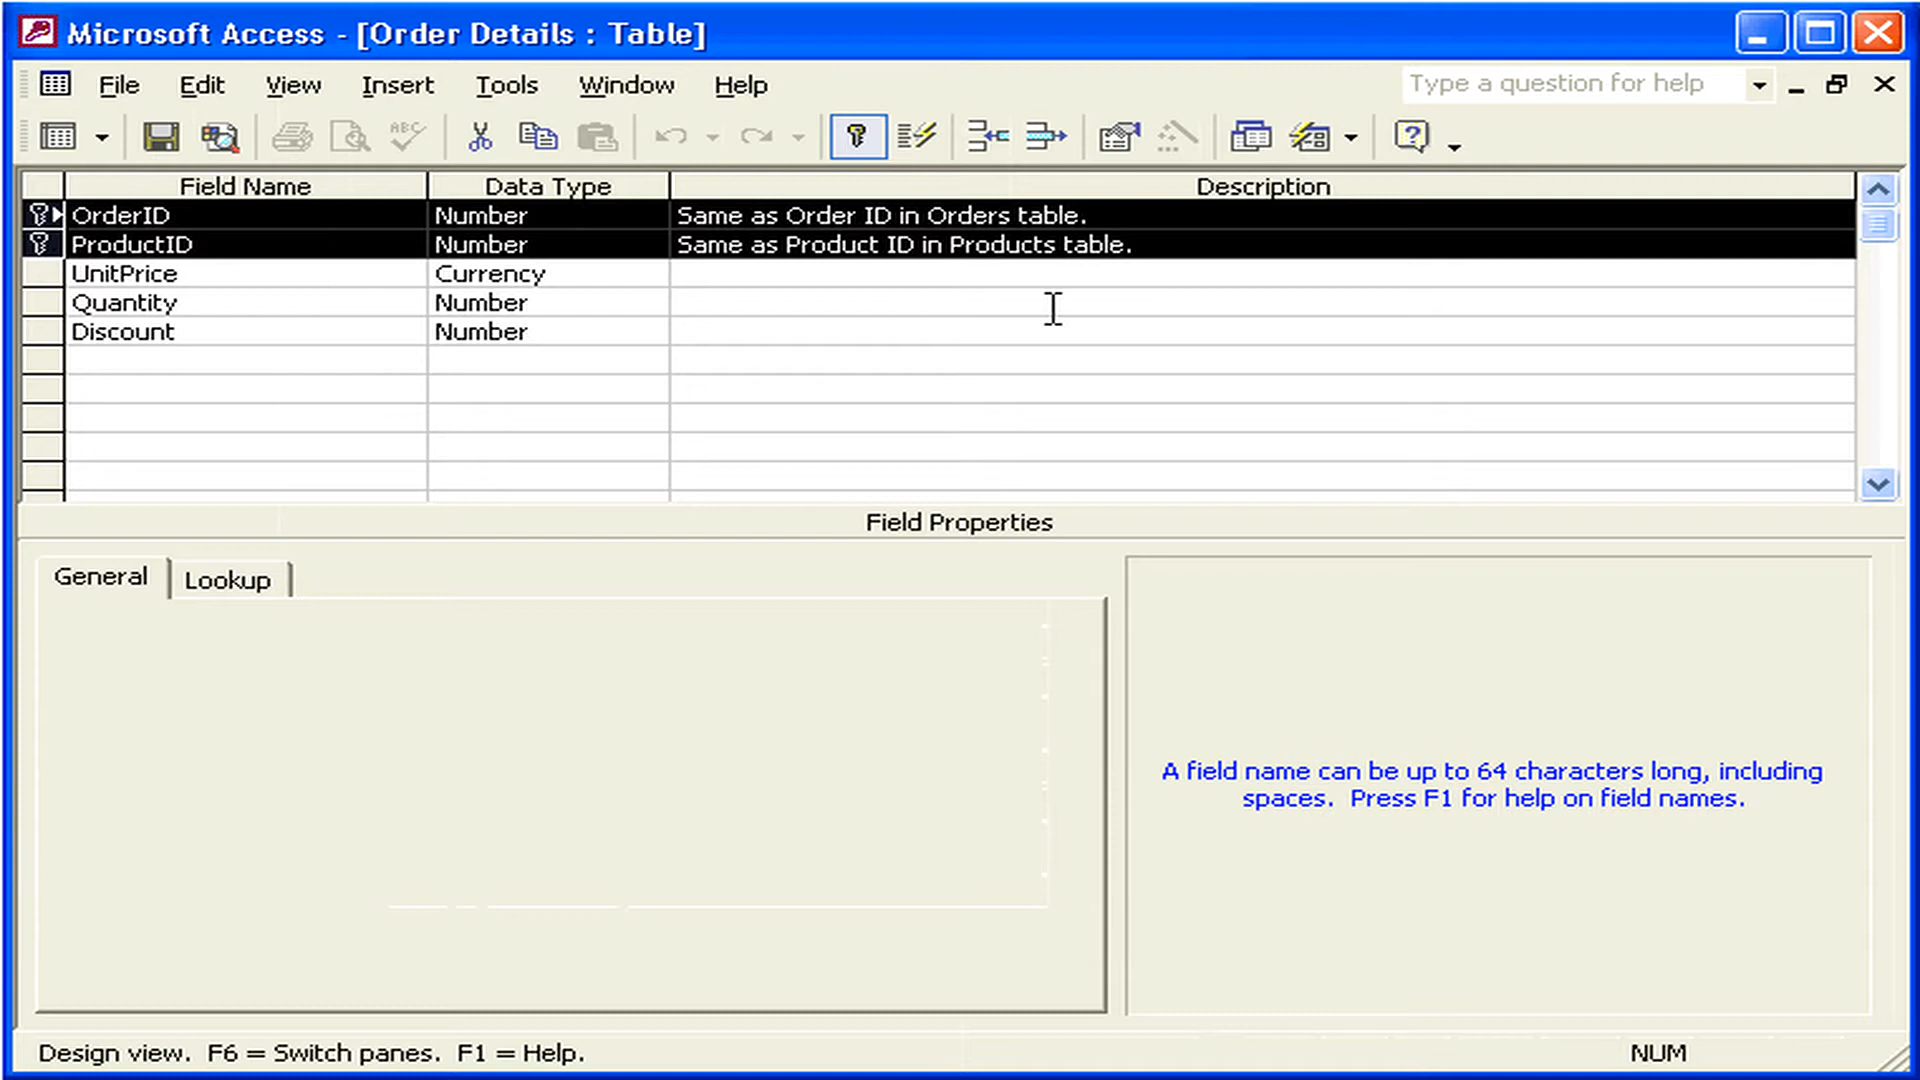 Microsoft Access - [Order Details : Table]
File Edit View Insert Tools Window Help Type a question for help
ABC
Field Name Data Type Description
OrderID Number Same as Order ID in Orders table.
ProductID Number Same as Product ID in Products table.
UnitPrice Currency
Quantity Number
Discount Number
Field Properties
General Lookup
A field name can be up to 64 characters long, including
spaces. Press F1 for help on field names.
Design view. F6 = Switch panes. F1 = Help. NUM